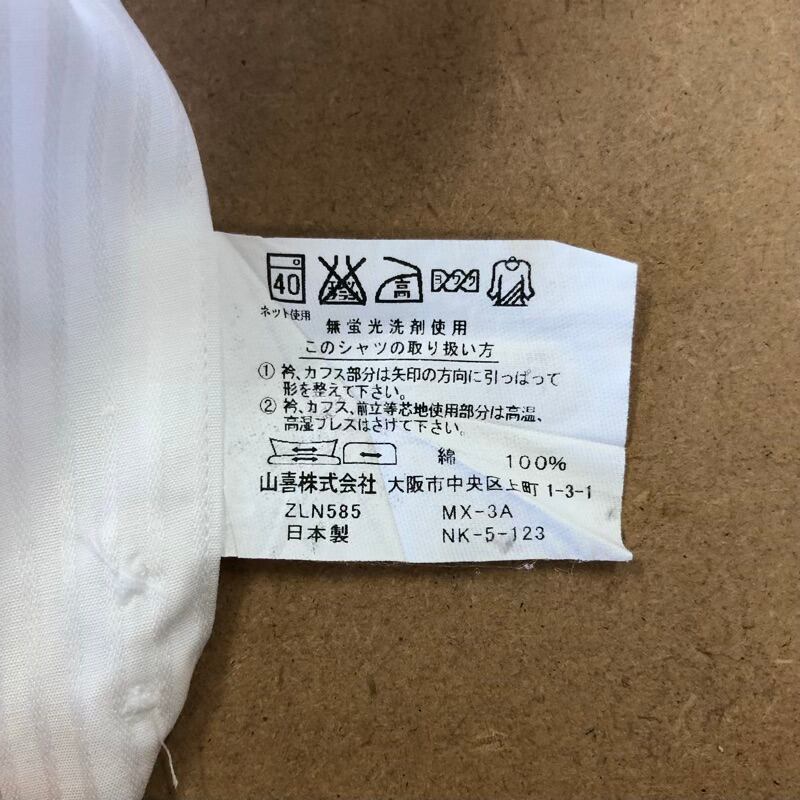 40
高
ヨワク
ネット使用
無蛍光洗剤使用
このシャツの取り扱い方
① 衿、カフス部分は矢印の方向に引っぱって
形を整えて下さい。
② 衿、カフス、前立等芯地使用部分は高温、
高湿プレスはさけて下さい。
綿 100%
山喜株式会社 大阪市中央区上町 1-3-1
ZLN585 MX-3A
日本製 NK-5-123